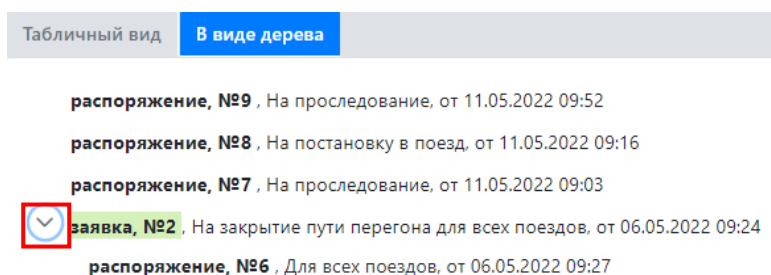 Табличный вид В виде дерева
распоряжение, №9 , На проследование, от 11.05.2022 09:52
распоряжение, №8 , На постановку в поезд, от 11.05.2022 09:16
распоряжение, №7 , На проследование, от 11.05.2022 09:03
заявка, №2 , На закрытие пути перегона для всех поездов, от 06.05.2022 09:24
распоряжение, №6 , Для всех поездов, от 06.05.2022 09:27